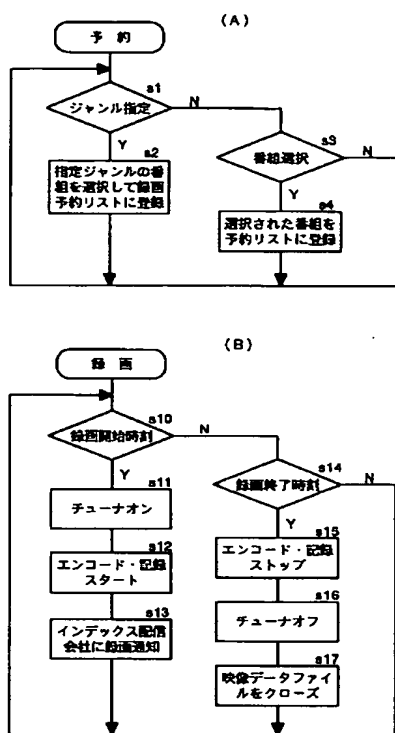 (A)
予約
s1
ジャンル指定
N
Y
s2
指定ジャンルの番
組を選択して録画
予約リストに登録
s3
番組選択
N
Y
s4
選択された番組を
予約リストに登録
(B)
録画
s10
録画開始時刻
N
Y
s11
チューナオン
s12
エンコード・記録
スタート
s13
インデックス配信
会社に録画通知
s14
録画終了時刻
N
Y
s15
エンコード・記録
ストップ
s16
チューナオフ
s17
映像データファイ
ルをクローズ